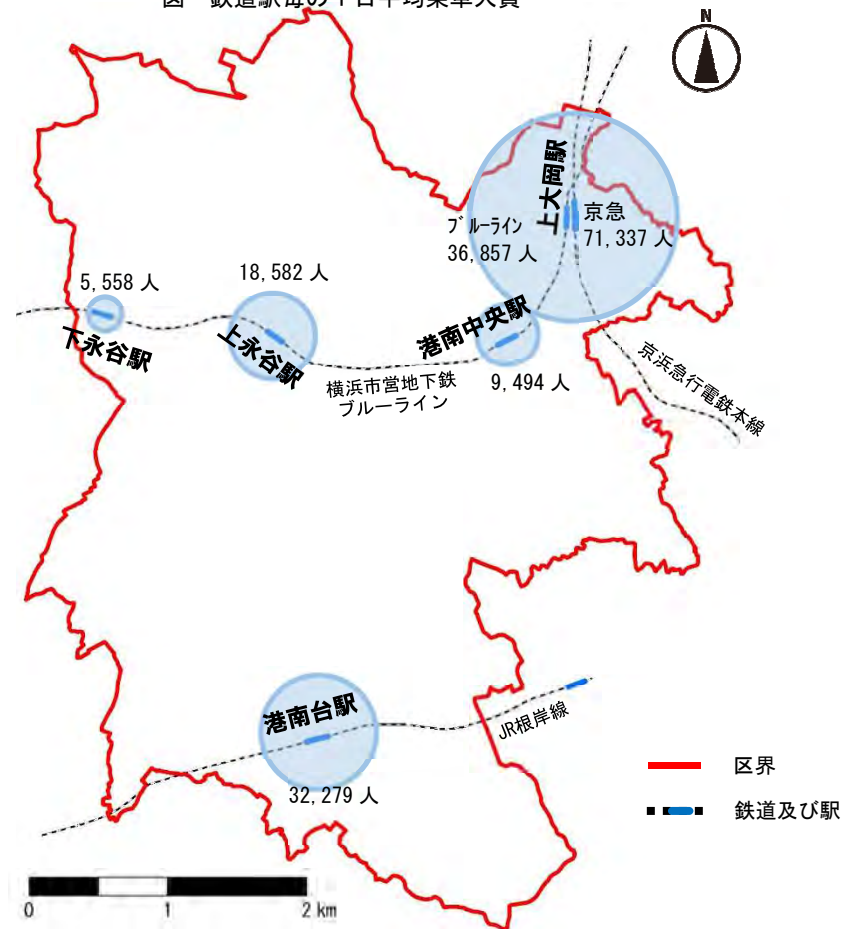 図 鉄道駅毎の1日平均乗車人員
N
上大岡駅
京急
71,337 人
ブルーライン
36,857 人
5,558 人
18,582 人
下永谷駅
上永谷駅
港南中央駅
9,494 人
横浜市営地下鉄
ブルーライン
京浜急行電鉄本線
港南台駅
32,279 人
JR根岸線
区界
鉄道及び駅
0 1 2 km